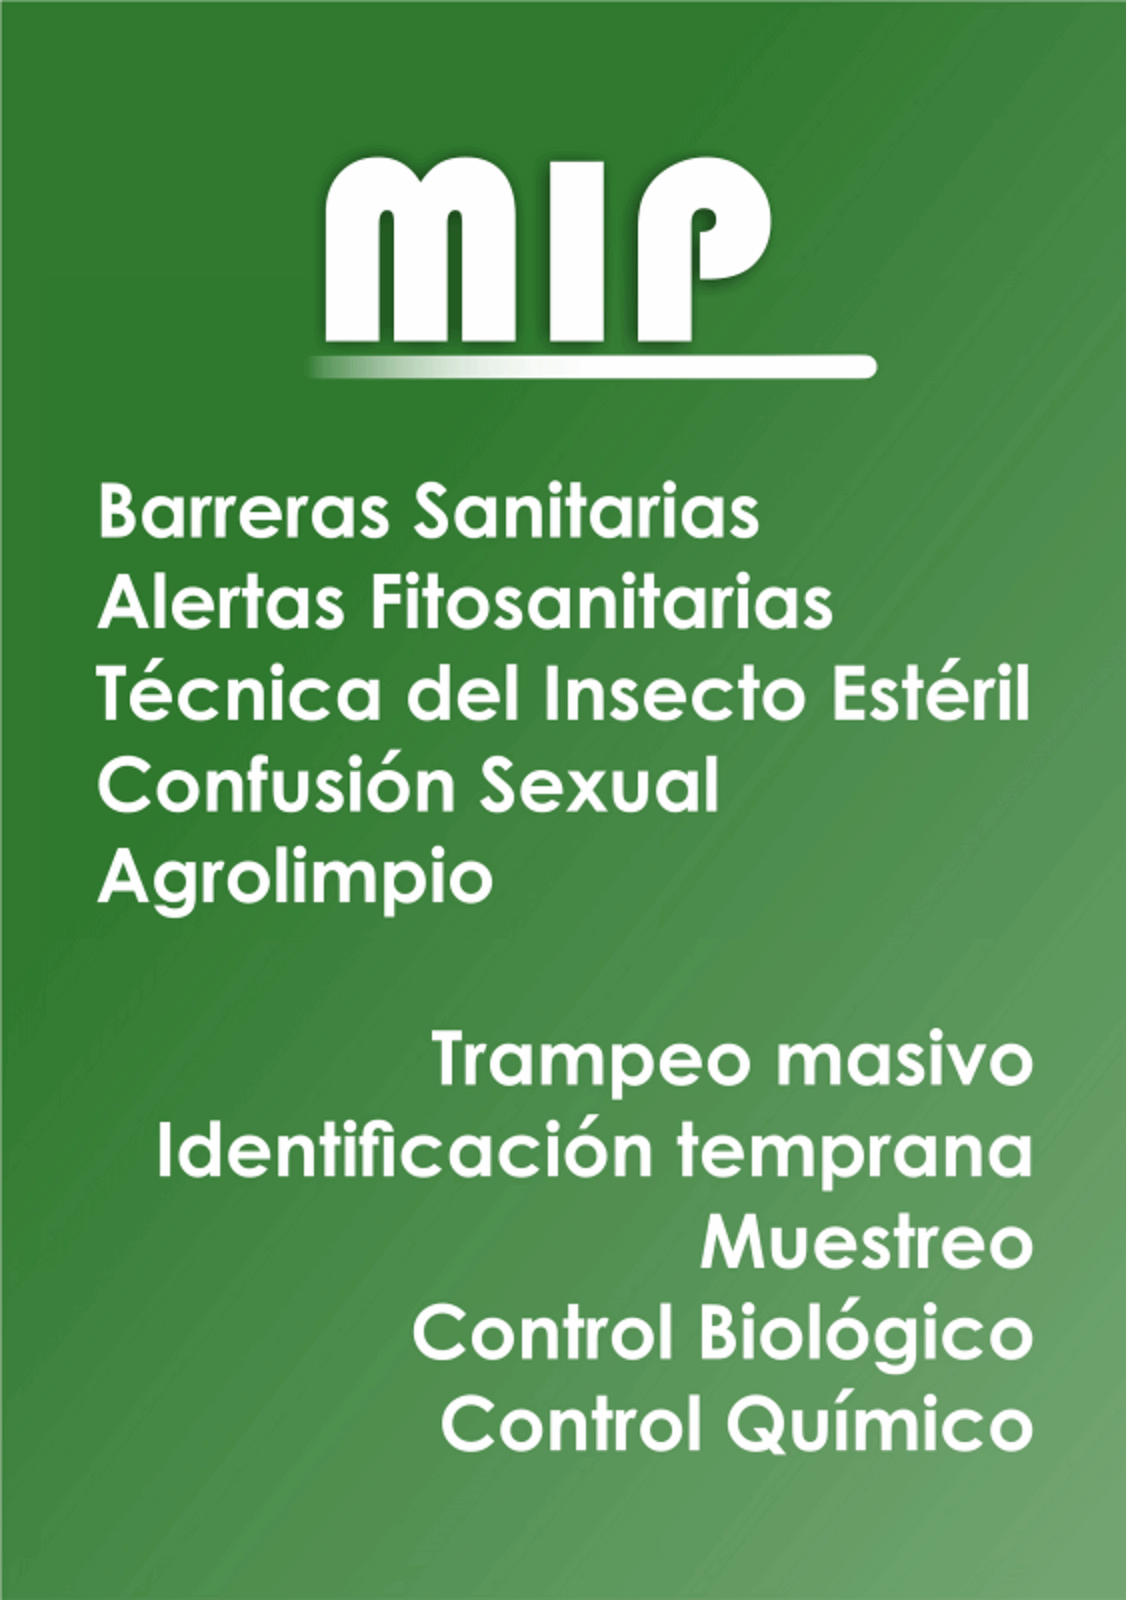 MIP
Barreras Sanitarias
Alertas Fitosanitarias
Técnica del Insecto Estéril
Confusión Sexual
Agrolimpio
Trampeo masivo
Identificación temprana
Muestreo
Control Biológico
Control Químico